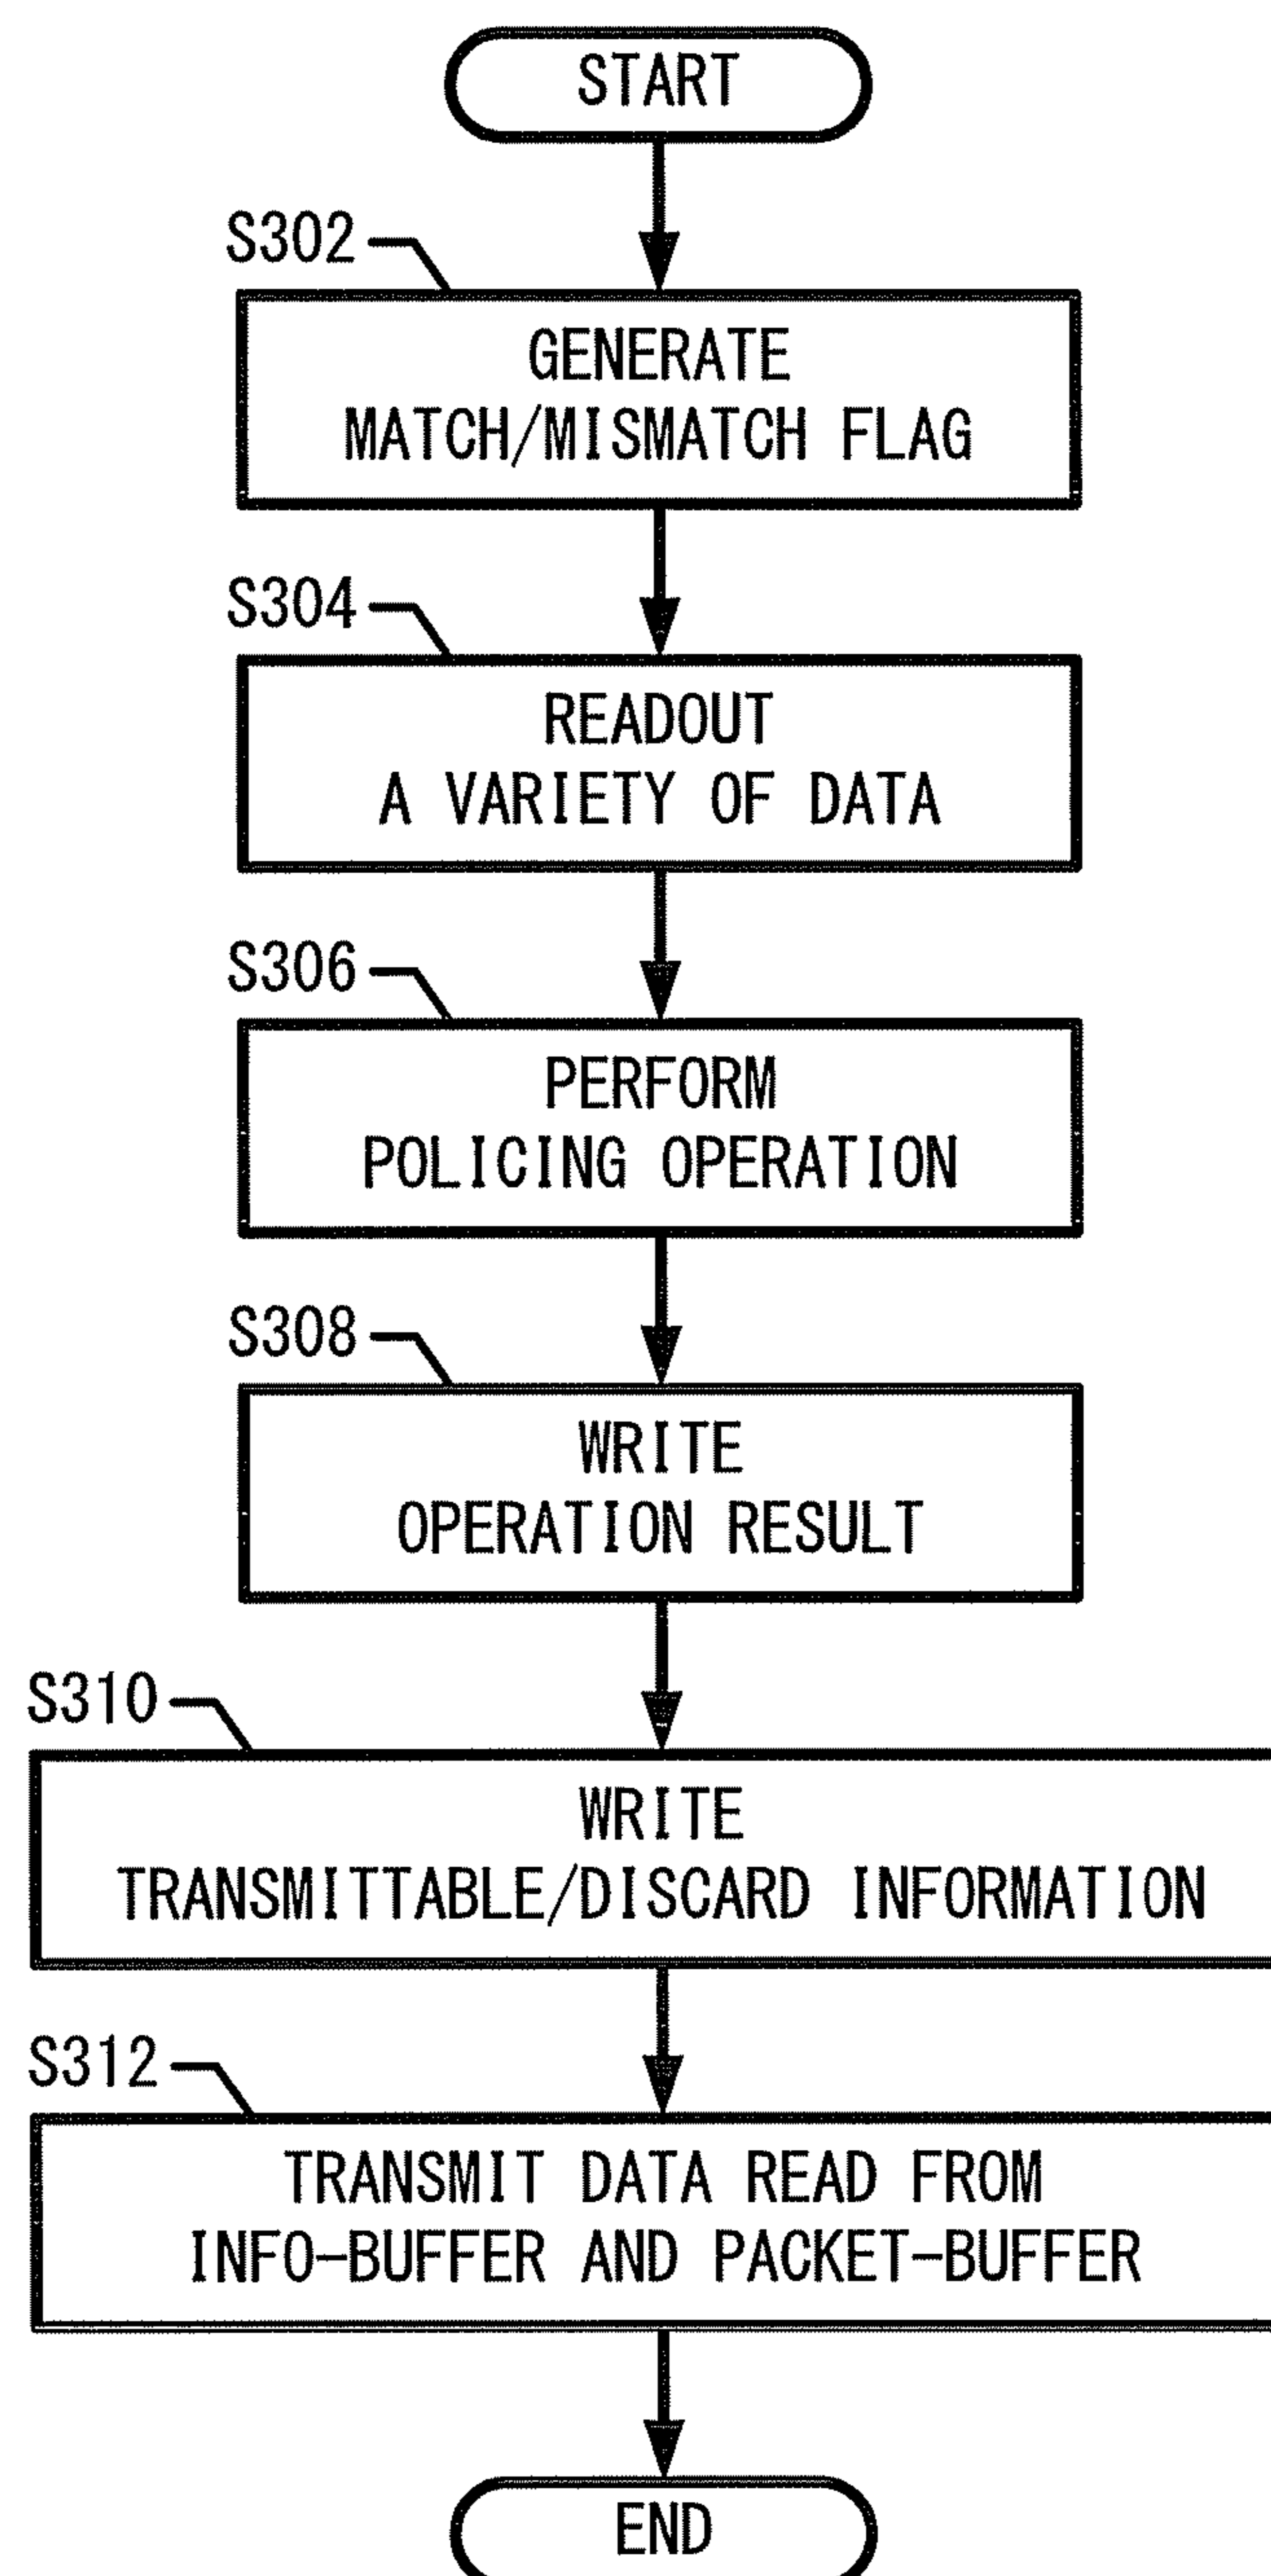 START
S302
GENERATE
MATCH/MISMATCH FLAG
S304
READOUT
A VARIETY OF DATA
S306
PERFORM
POLICING OPERATION
S308
WRITE
OPERATION RESULT
S310
WRITE
TRANSMITTABLE/DISCARD INFORMATION
S312
TRANSMIT DATA READ FROM
INFO-BUFFER AND PACKET-BUFFER
END